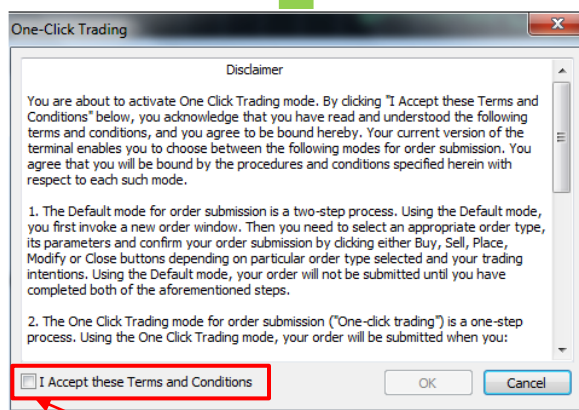 One-Click Trading
Disclaimer
You are about to activate One Click Trading mode. By clicking "I Accept these Terms and
Conditions" below, you acknowledge that you have read and understood the following
terms and conditions, and you agree to be bound hereby. Your current version of the
terminal enables you to choose between the following modes for order submission. You
agree that you will be bound by the procedures and conditions specified herein with
respect to each such mode.
1. The Default mode for order submission is a two-step process. Using the Default mode,
you first invoke a new order window. Then you need to select an appropriate order type,
its parameters and confirm your order submission by clicking either Buy, Sell, Place,
Modify or Close buttons depending on particular order type selected and your trading
intentions. Using the Default mode, your order will not be submitted until you have
completed both of the aforementioned steps.
2. The One Click Trading mode for order submission ("One-click trading") is a one-step
process. Using the One Click Trading mode, your order will be submitted when you:
I Accept these Terms and Conditions
OK
Cancel